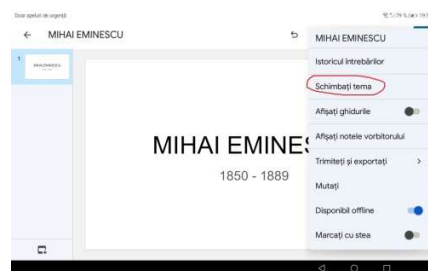 Doar apeluri de urgență
MIHAI EMINESCU
1
MIHAI EMINES
1850 - 1889
MIHAI EMINESCU
Istoricul întrebărilor
Schimbați tema
Afișați ghidurile
Afișați notele vorbitorului
Trimiteți și exportați
Mutați
Disponibil offline
Marcați cu stea